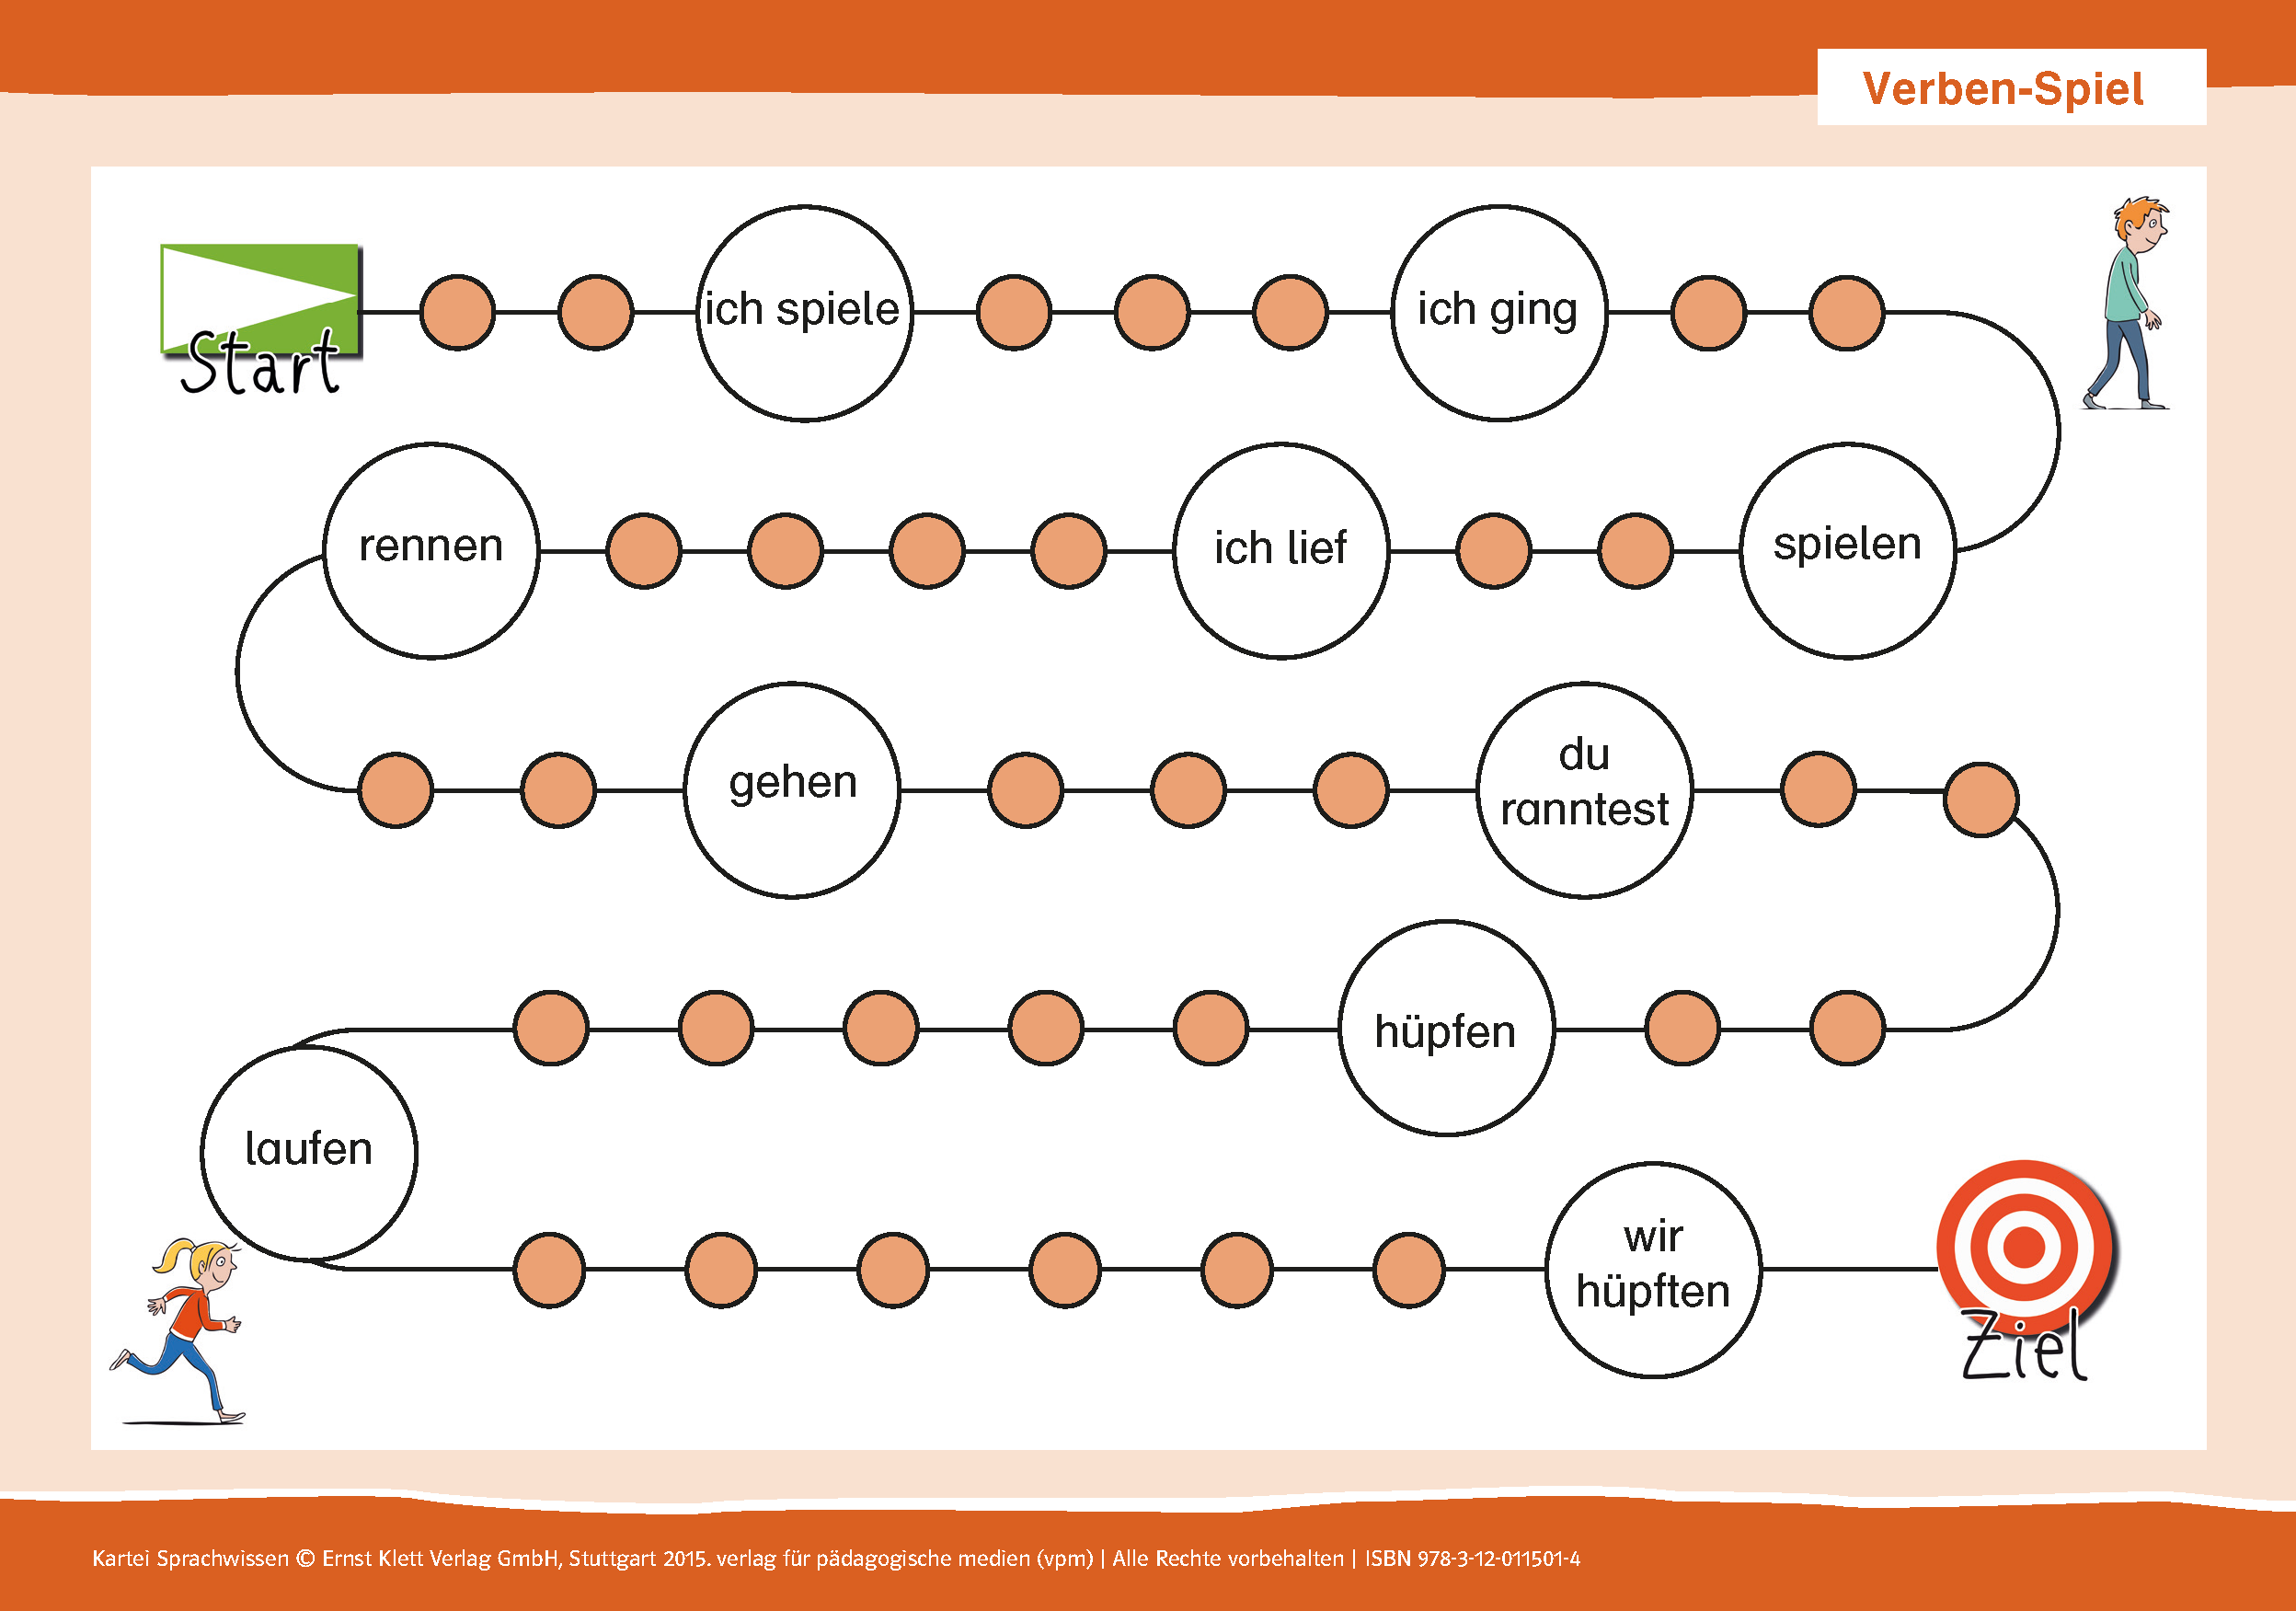 Verben-Spiel
Start
ich spiele
ich ging
rennen
ich lief
spielen
gehen
du
ranntest
hüpfen
laufen
wir
hüpften
Ziel
Kartei Sprachwissen © Ernst Klett Verlag GmbH, Stuttgart 2015. verlag für pädagogische medien (vpm) | Alle Rechte vorbehalten | ISBN 978-3-12-011501-4